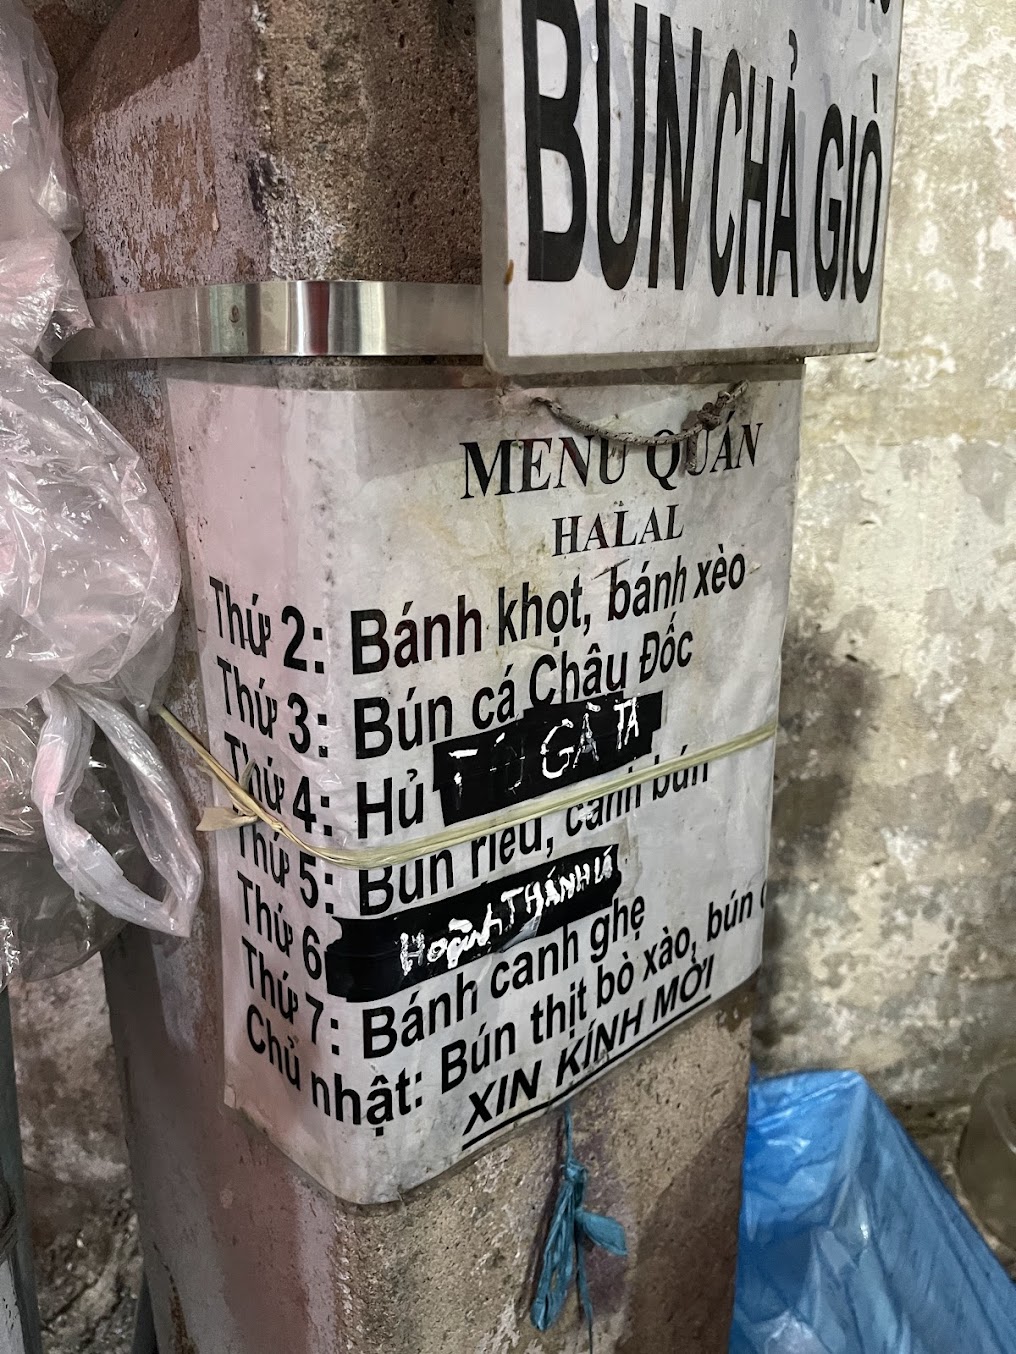 BÚN CHẢ GIÒ
MENU QUÁN
HALAL
Thứ 2: Bánh khọt, bánh xèo
Thứ 3: Bún cá Châu Đốc
Thứ 4: Hủ GÀ TA
Thứ 5: Bún riêu, canh bún
Thứ 6 THÁNH
Thứ 7: Bánh canh ghẹ
Chủ nhật: Bún thịt bò xào, bún
XIN KÍNH MỜI